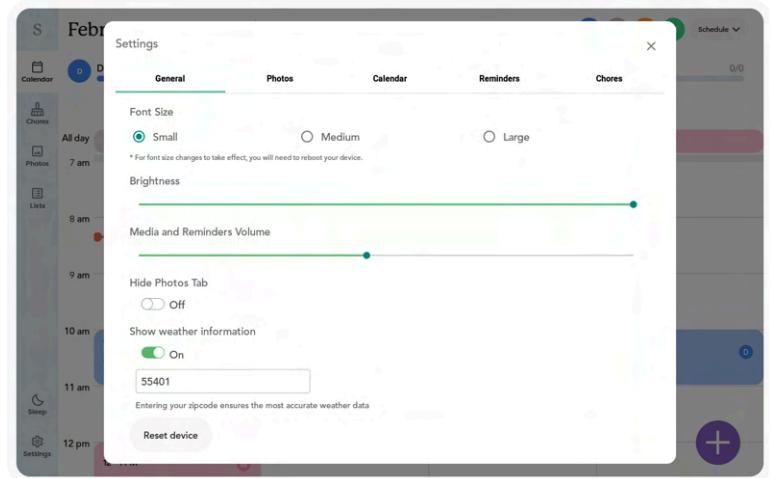 S
Febr
Schedule
Settings
Calendar
D
D
0/0
General
Photos
Calendar
Reminders
Chores
Chores
Font Size
Small
Medium
Large
All day
* For font size changes to take effect, you will need to reboot your device.
Photos
7 am
Brightness
Lists
8 am
Media and Reminders Volume
9 am
Hide Photos Tab
Off
10 am
Show weather information
On
D
55401
11 am
Entering your zipcode ensures the most accurate weather data
Sleep
Reset device
12 pm
Settings